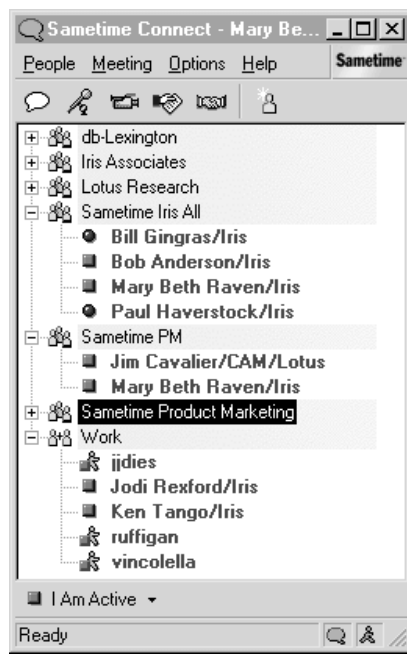 Sametime Connect - Mary Be...
People Meeting Options Help Sametime
db-Lexington
Iris Associates
Lotus Research
Sametime Iris All
Bill Gingras/Iris
Bob Anderson/Iris
Mary Beth Raven/Iris
Paul Haverstock/Iris
Sametime PM
Jim Cavalier/CAM/Lotus
Mary Beth Raven/Iris
Sametime Product Marketing
Work
jjdies
Jodi Rexford/Iris
Ken Tango/Iris
ruffigan
vincolella
I Am Active
Ready